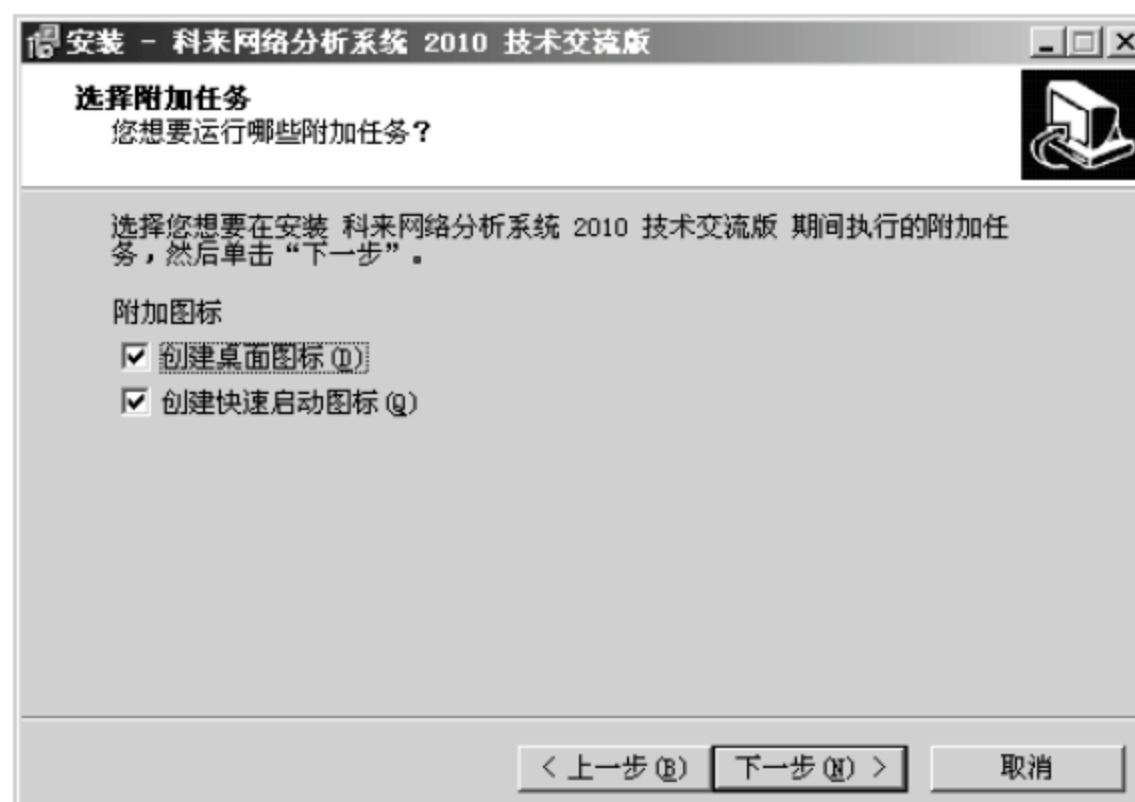 安装 - 科来网络分析系统 2010 技术交流版
选择附加任务
您想要运行哪些附加任务？
选择您想要在安装 科来网络分析系统 2010 技术交流版 期间执行的附加任
务，然后单击“下一步”。
附加图标
创建桌面图标(D)
创建快速启动图标(Q)
< 上一步(B) 下一步(N) > 取消